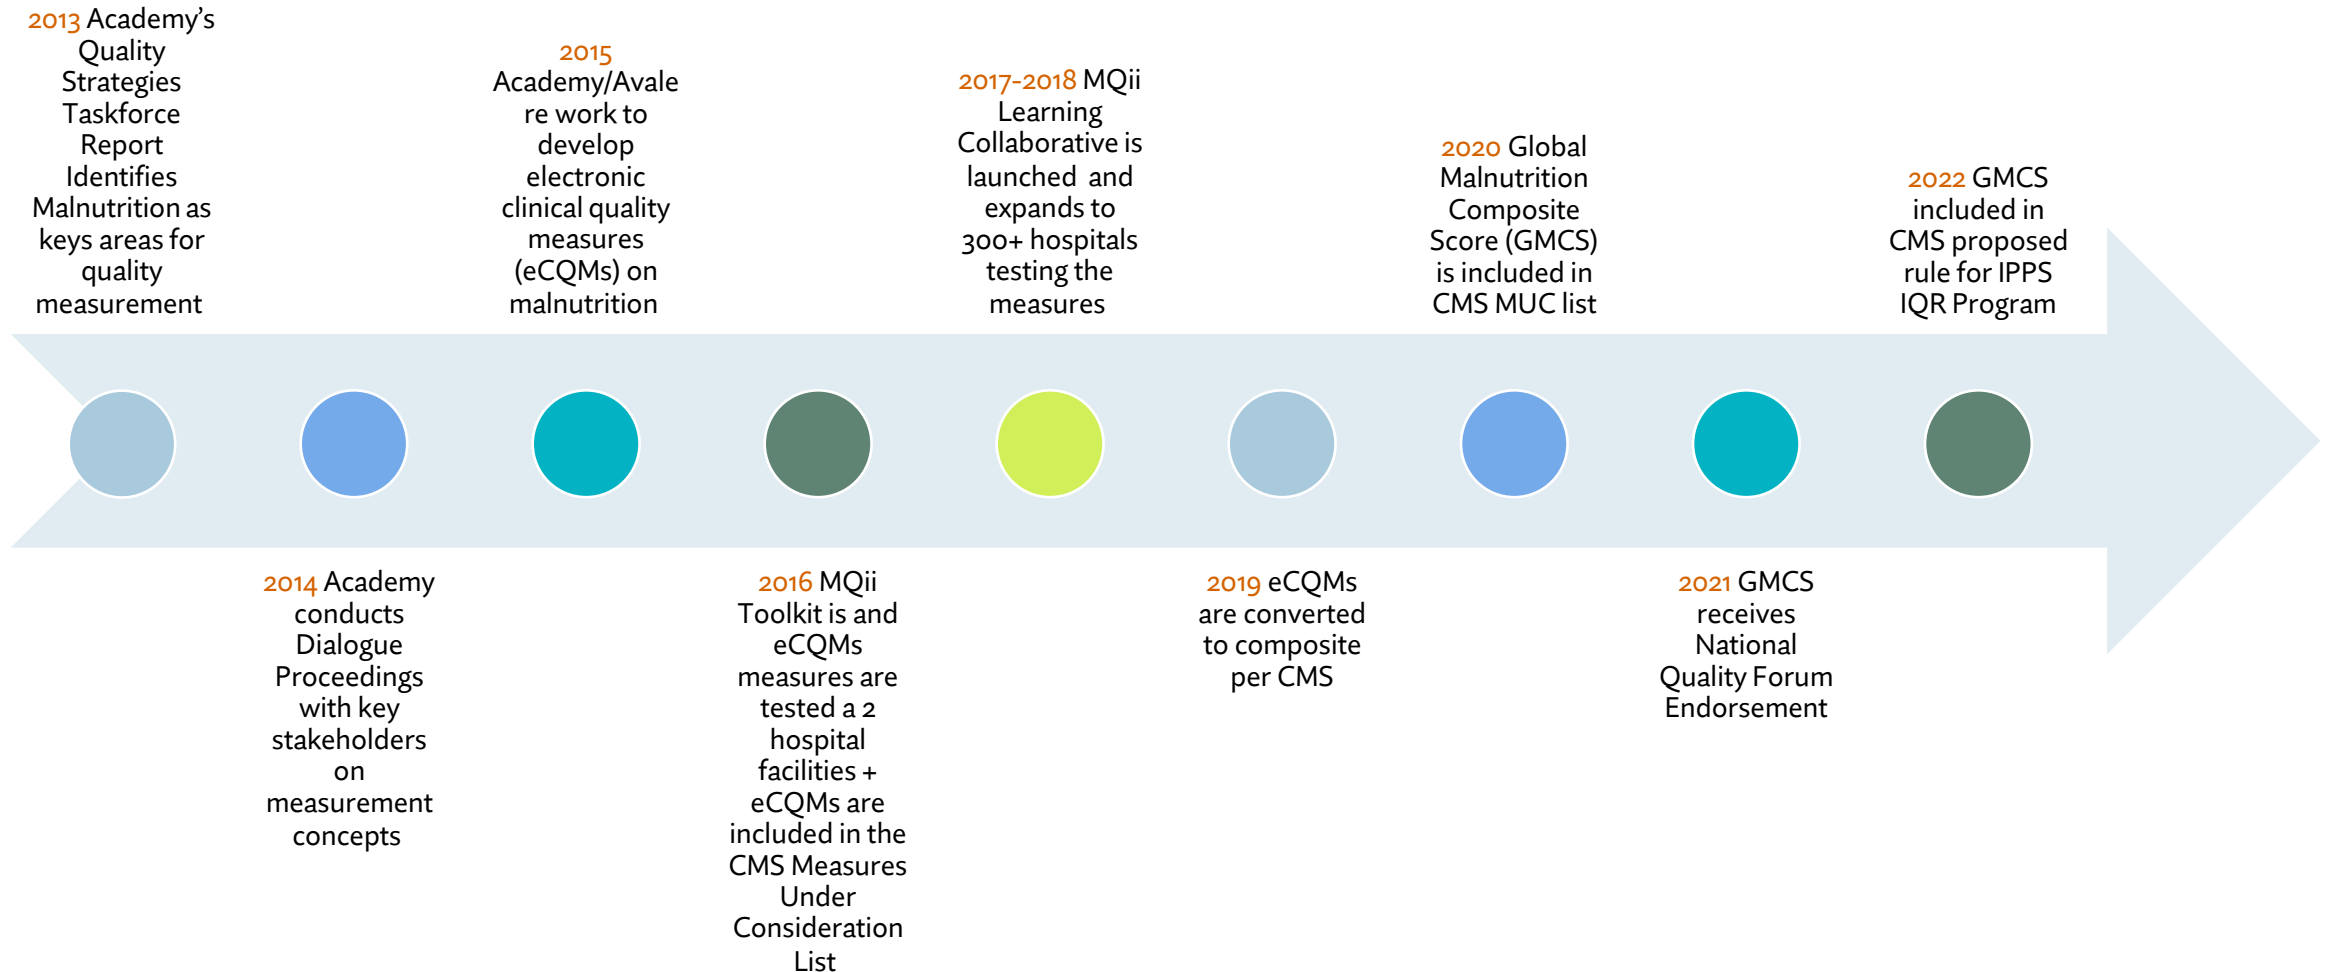 2013 Academy's
Quality
Strategies
Taskforce
Report
Identifies
Malnutrition as
keys areas for
quality
measurement
2014 Academy
conducts
Dialogue
Proceedings
with key
stakeholders
on
measurement
concepts
2015
Academy/Avale
re work to
develop
electronic
clinical quality
measures
(eCQMs) on
malnutrition
2016 MQii
Toolkit is and
eCQMs
measures are
tested a 2
hospital
facilities +
eCQMs are
included in the
CMS Measures
Under
Consideration
List
2017-2018 MQii
Learning
Collaborative is
launched  and
expands to
300+ hospitals
testing the
measures
2019 eCQMs
are converted
to composite
per CMS
2020 Global
Malnutrition
Composite
Score (GMCS)
is included in
CMS MUC list
2021 GMCS
receives
National
Quality Forum
Endorsement
2022 GMCS
included in
CMS proposed
rule for IPPS
IQR Program